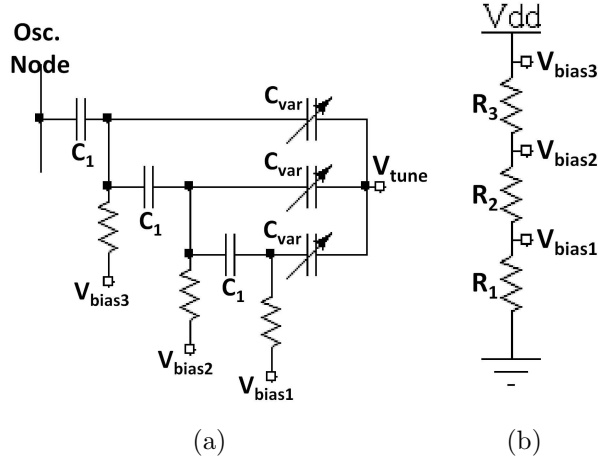 Osc.
Node
C1
Cvar
C1
Cvar
Vtune
C1
Cvar
Vbias3
Vbias2
Vbias1
(a)
Vdd
Vbias3
R3
Vbias2
R2
Vbias1
R1
(b)